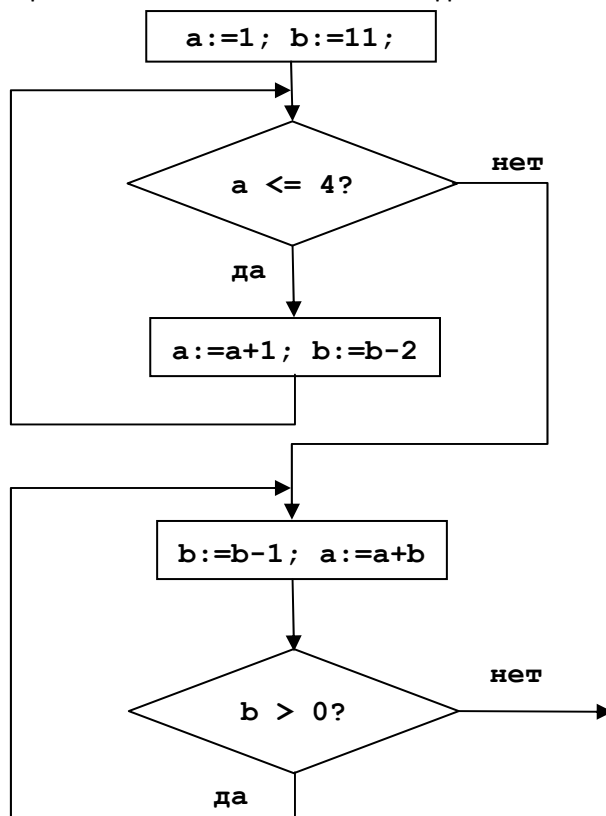 a:=1; b:=11;
нет
a <= 4?
да
a:=a+1; b:=b-2
b:=b-1; a:=a+b
нет
b > 0?
да